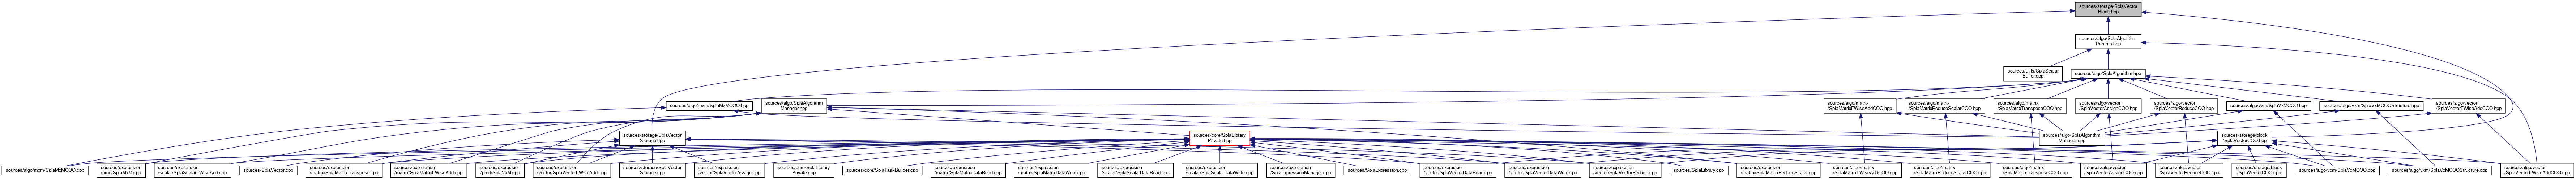 sources/storage/SplaVector
Block.hpp
sources/algo/SplaAlgorithm
Params.hpp
sources/utils/SplaScalar
Buffer.cpp
sources/algo/SplaAlgorithm.hpp
sources/algo/mxm/SplaMxMCOO.hpp
sources/algo/SplaAlgorithm
Manager.hpp
sources/algo/matrix
/SplaMatrixEWiseAddCOO.hpp
sources/algo/matrix
/SplaMatrixReduceScalarCOO.hpp
sources/algo/matrix
/SplaMatrixTransposeCOO.hpp
sources/algo/vector
/SplaVectorAssignCOO.hpp
sources/algo/vector
/SplaVectorReduceCOO.hpp
sources/algo/vxm/SplaVxMCOO.hpp
sources/algo/vxm/SplaVxMCOOStructure.hpp
sources/algo/vector
/SplaVectorEWiseAddCOO.hpp
sources/storage/SplaVector
Storage.hpp
sources/core/SplaLibrary
Private.hpp
sources/algo/SplaAlgorithm
Manager.cpp
sources/storage/block
/SplaVectorCOO.hpp
sources/algo/mxm/SplaMxMCOO.cpp
sources/expression
/prod/SplaMxM.cpp
sources/expression
/scalar/SplaScalarEWiseAdd.cpp
sources/SplaVector.cpp
sources/expression
/matrix/SplaMatrixTranspose.cpp
sources/expression
/matrix/SplaMatrixEWiseAdd.cpp
sources/expression
/prod/SplaVxM.cpp
sources/expression
/vector/SplaVectorEWiseAdd.cpp
sources/storage/SplaVector
Storage.cpp
sources/expression
/vector/SplaVectorAssign.cpp
sources/core/SplaLibrary
Private.cpp
sources/core/SplaTaskBuilder.cpp
sources/expression
/matrix/SplaMatrixDataRead.cpp
sources/expression
/matrix/SplaMatrixDataWrite.cpp
sources/expression
/scalar/SplaScalarDataRead.cpp
sources/expression
/scalar/SplaScalarDataWrite.cpp
sources/expression
/SplaExpressionManager.cpp
sources/SplaExpression.cpp
sources/expression
/vector/SplaVectorDataRead.cpp
sources/expression
/vector/SplaVectorDataWrite.cpp
sources/expression
/vector/SplaVectorReduce.cpp
sources/SplaLibrary.cpp
sources/expression
/matrix/SplaMatrixReduceScalar.cpp
sources/algo/matrix
/SplaMatrixEWiseAddCOO.cpp
sources/algo/matrix
/SplaMatrixReduceScalarCOO.cpp
sources/algo/matrix
/SplaMatrixTransposeCOO.cpp
sources/algo/vector
/SplaVectorAssignCOO.cpp
sources/algo/vector
/SplaVectorReduceCOO.cpp
sources/storage/block
/SplaVectorCOO.cpp
sources/algo/vxm/SplaVxMCOO.cpp
sources/algo/vxm/SplaVxMCOOStructure.cpp
sources/algo/vector
/SplaVectorEWiseAddCOO.cpp